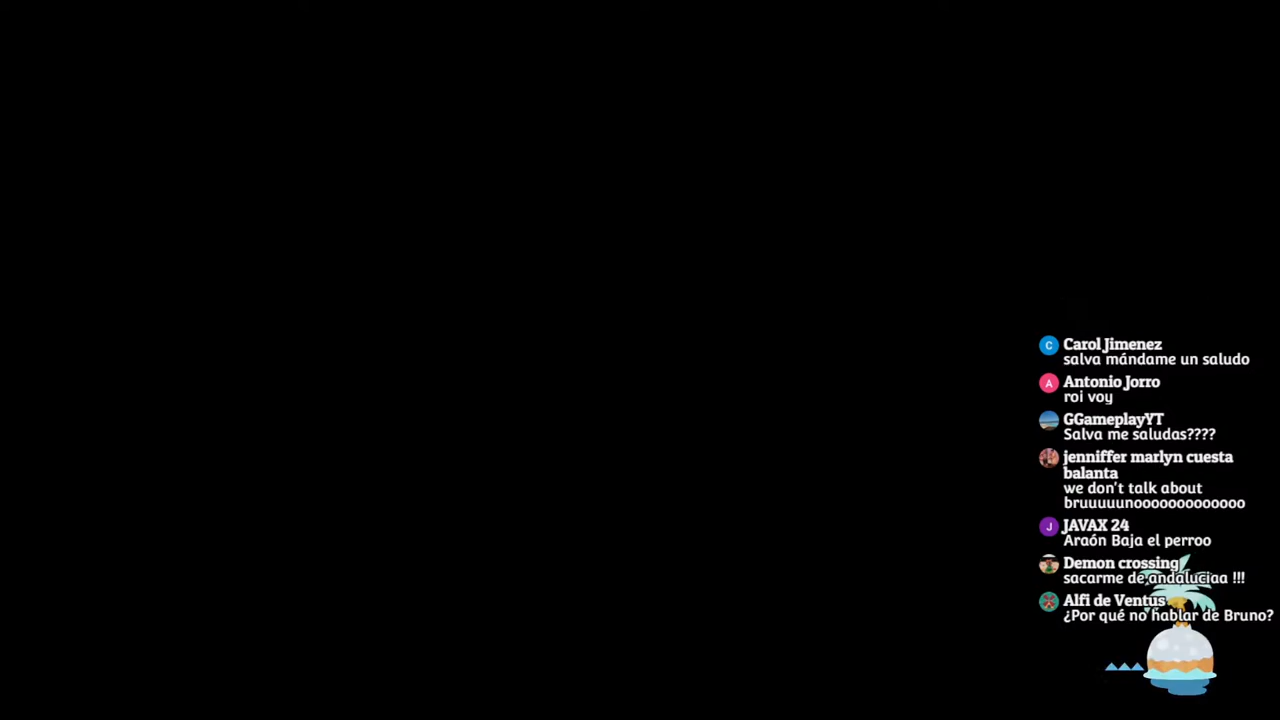 Carol Jimenez
salva mándame un saludo
Antonio Jorro
roi voy
GGameplayYT
Salva me saludas????
jenniffer marlyn cuesta
balanta
we don't talk about
bruuuuunooooooooooooo
JAVAX 24
Araón Baja el perroo
Demon crossing
sacarme de andaluciaa !!!
Alfi de Ventus
¿Por qué no hablar de Bruno?